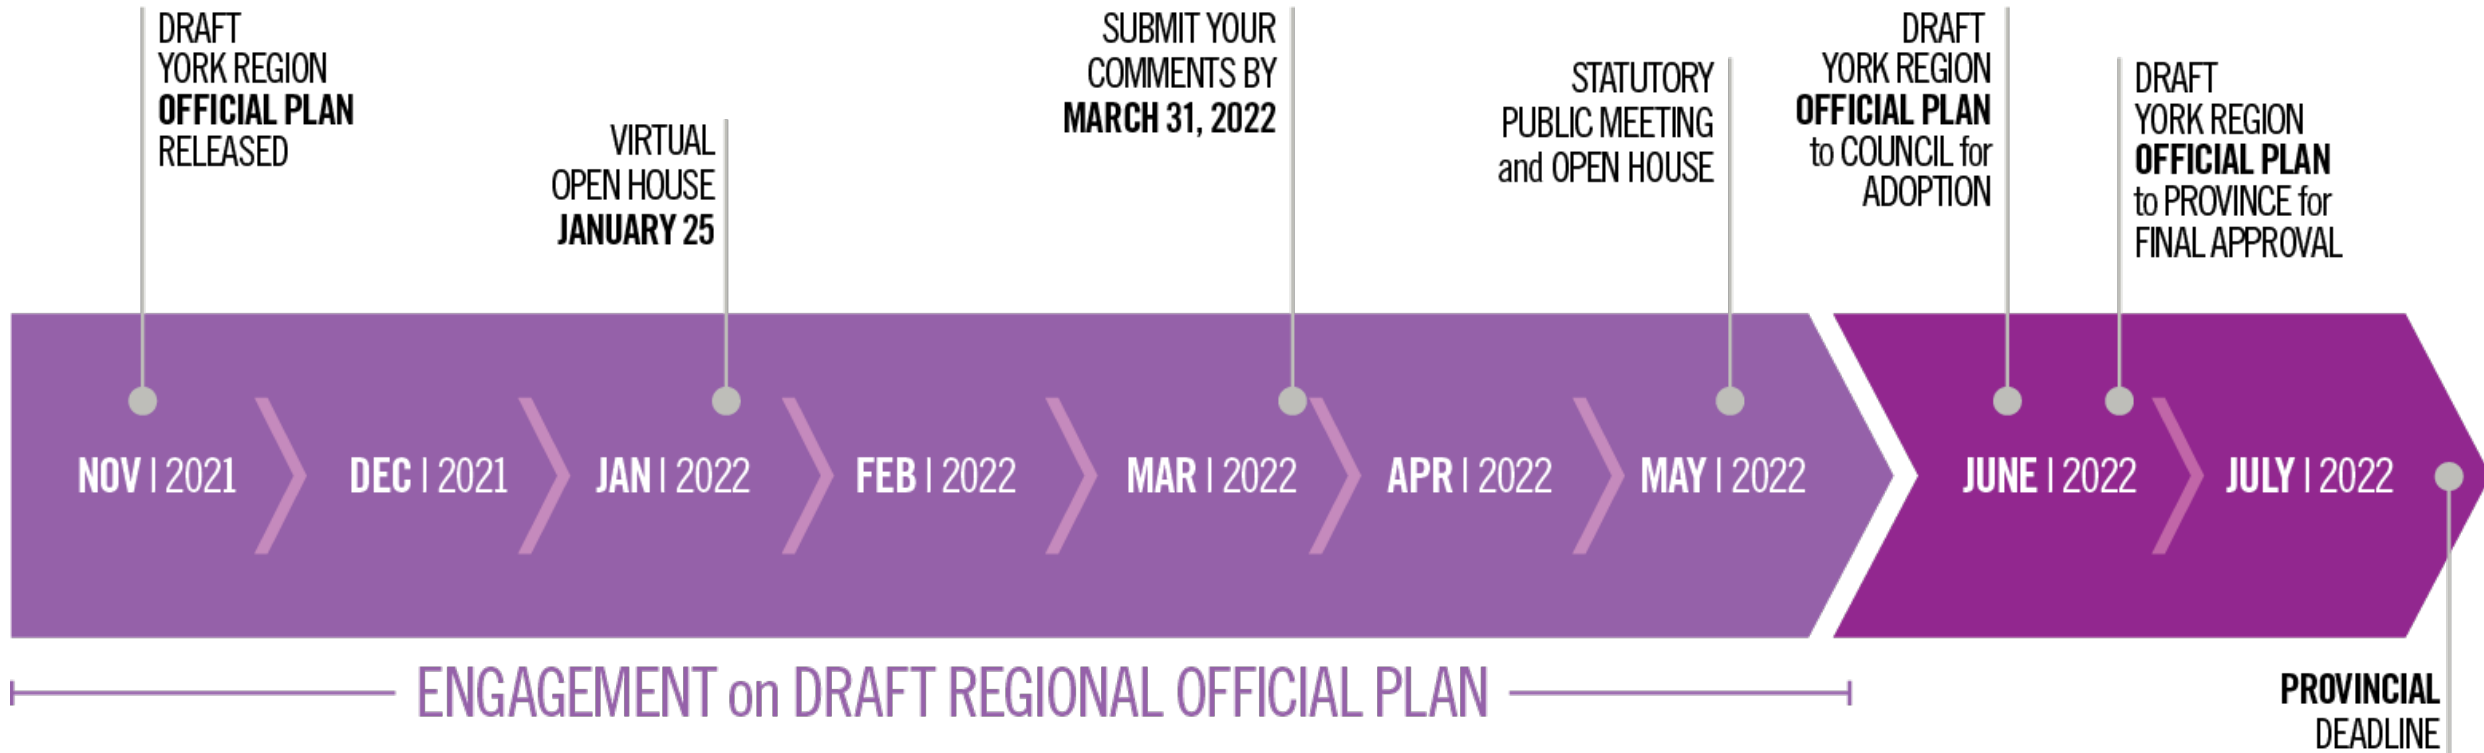 DRAFT
YORK REGION
OFFICIAL PLAN
RELEASED
VIRTUAL
OPEN HOUSE
JANUARY 25
SUBMIT YOUR
COMMENTS BY
MARCH 31, 2022
STATUTORY
PUBLIC MEETING
and OPEN HOUSE
DRAFT
YORK REGION
OFFICIAL PLAN
to COUNCIL for
ADOPTION
DRAFT
YORK REGION
OFFICIAL PLAN
to PROVINCE for
FINAL APPROVAL
NOV | 2021
DEC | 2021
JAN | 2022
FEB | 2022
MAR | 2022
APR | 2022
MAY | 2022
JUNE | 2022
JULY | 2022
ENGAGEMENT on DRAFT REGIONAL OFFICIAL PLAN
PROVINCIAL
DEADLINE